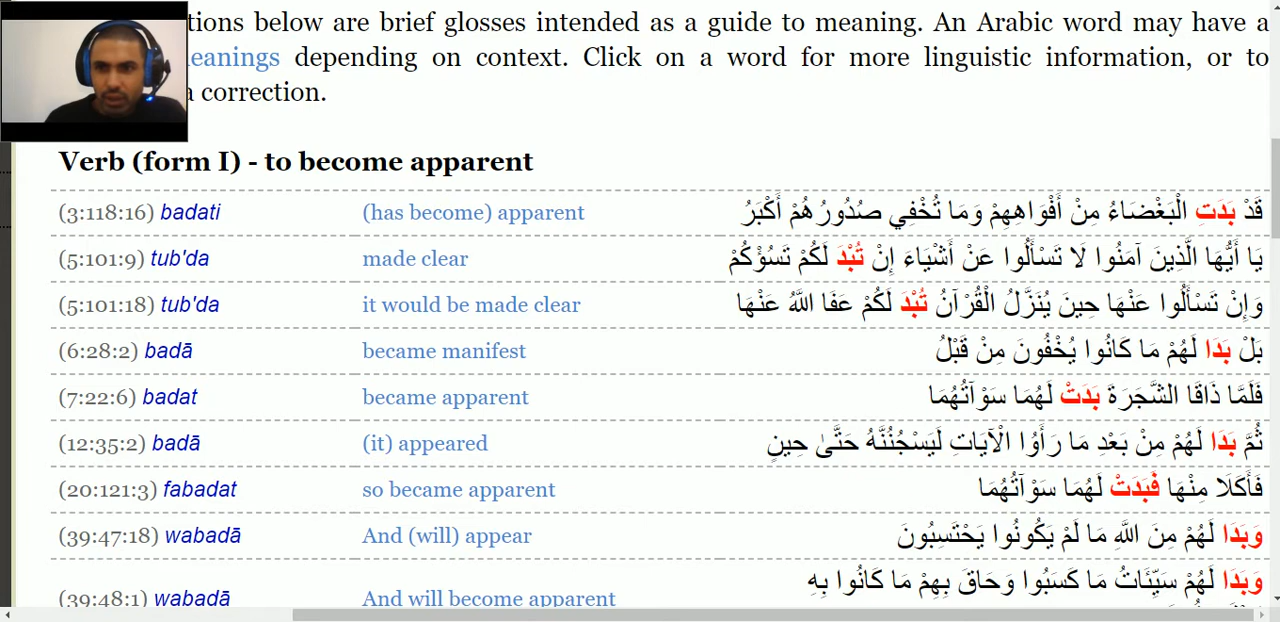 tions below are brief glosses intended as a guide to meaning. An Arabic word may have a
eanings depending on context. Click on a word for more linguistic information, or to
a correction.
Verb (form I) - to become apparent
(3:118:16) badati (has become) apparent قَدْ بَدَتِ الْبَغْضَاءُ مِنْ أَفْوَاهِهِمْ وَمَا تُخْفِي صُدُورُهُمْ أَكْبَرُ
(5:101:9) tub'da made clear يَا أَيُّهَا الَّذِينَ آمَنُوا لَا تَسْأَلُوا عَنْ أَشْيَاءَ إِنْ تُبْدَ لَكُمْ تَسُؤْكُمْ
(5:101:18) tub'da it would be made clear وَإِنْ تَسْأَلُوا عَنْهَا حِينَ يُنَزَّلُ الْقُرْآنُ تُبْدَ لَكُمْ عَفَا اللَّهُ عَنْهَا
(6:28:2) badā became manifest بَلْ بَدَا لَهُمْ مَا كَانُوا يُخْفُونَ مِنْ قَبْلُ
(7:22:6) badat became apparent فَلَمَّا ذَاقَا الشَّجَرَةَ بَدَتْ لَهُمَا سَوْآتُهُمَا
(12:35:2) badā (it) appeared ثُمَّ بَدَا لَهُمْ مِنْ بَعْدِ مَا رَأَوُا الْآيَاتِ لَيَسْجُنُنَّهُ حَتَّىٰ حِينٍ
(20:121:3) fabadat so became apparent فَأَكَلَا مِنْهَا فَبَدَتْ لَهُمَا سَوْآتُهُمَا
(39:47:18) wabadā And (will) appear وَبَدَا لَهُمْ مِنَ اللَّهِ مَا لَمْ يَكُونُوا يَحْتَسِبُونَ
(39:48:1) wabadā And will become apparent وَبَدَا لَهُمْ سَيِّئَاتُ مَا كَسَبُوا وَحَاقَ بِهِمْ مَا كَانُوا بِهِ